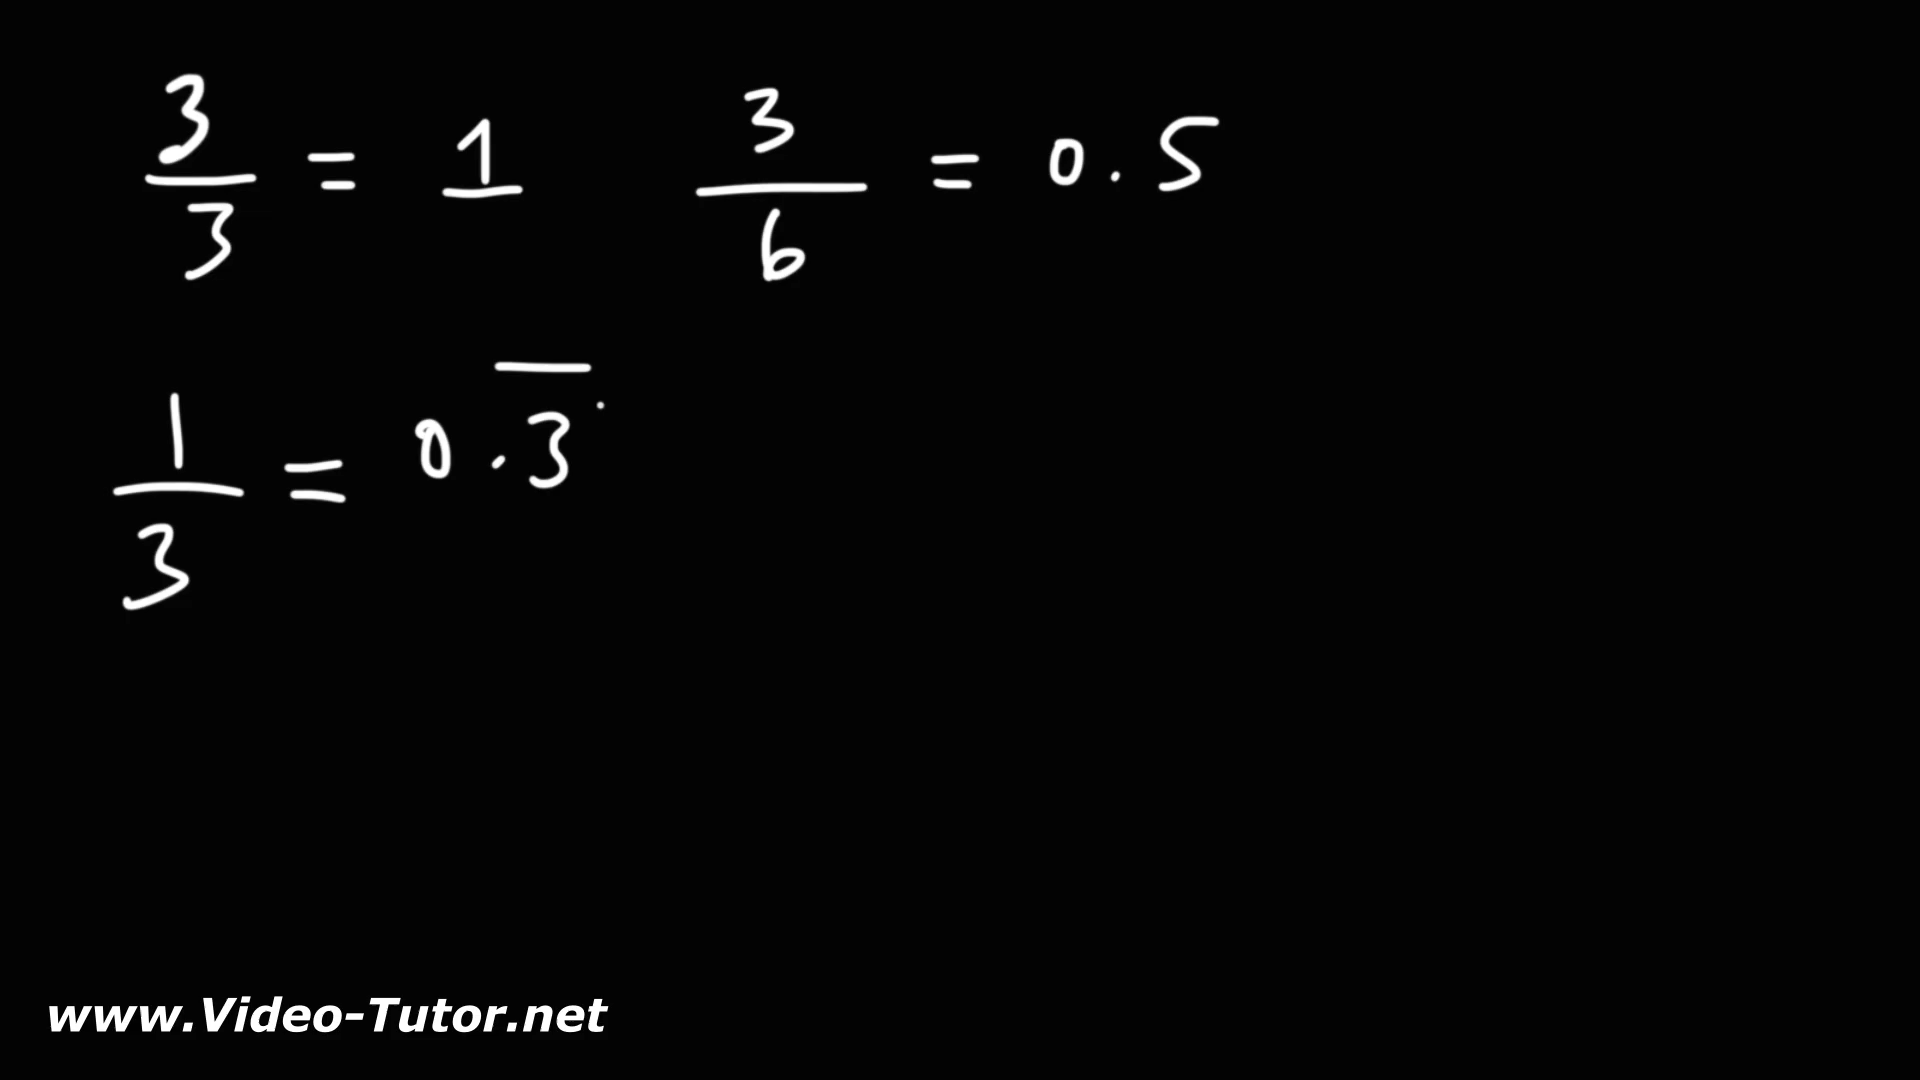 3/3 = 1 3/6 = 0.5
1/3 = 0.3̅
www.Video-Tutor.net